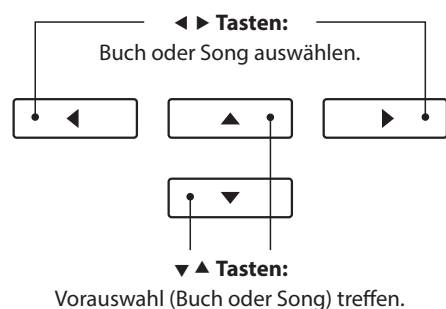 ◀ ▶ Tasten:
Buch oder Song auswählen.
▼ ▲ Tasten:
Vorauswahl (Buch oder Song) treffen.